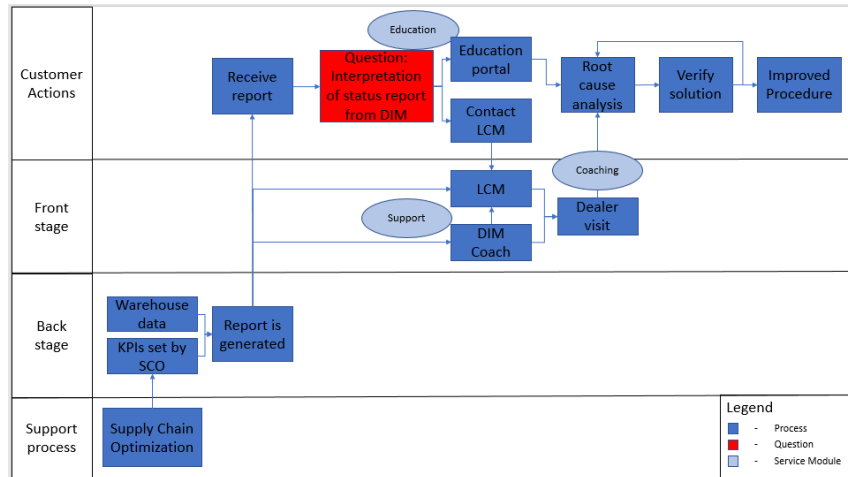 Customer
Actions
Education
Receive
report
Question:
Interpretation
of status report
from DIM
Education
portal
Contact
LCM
Root
cause
analysis
Verify
solution
Improved
Procedure
Front
stage
LCM
Support
DIM
Coach
Coaching
Dealer
visit
Back
stage
Warehouse
data
KPIs set by
SCO
Report is
generated
Support
process
Supply Chain
Optimization
Legend
- Process
- Question
- Service Module